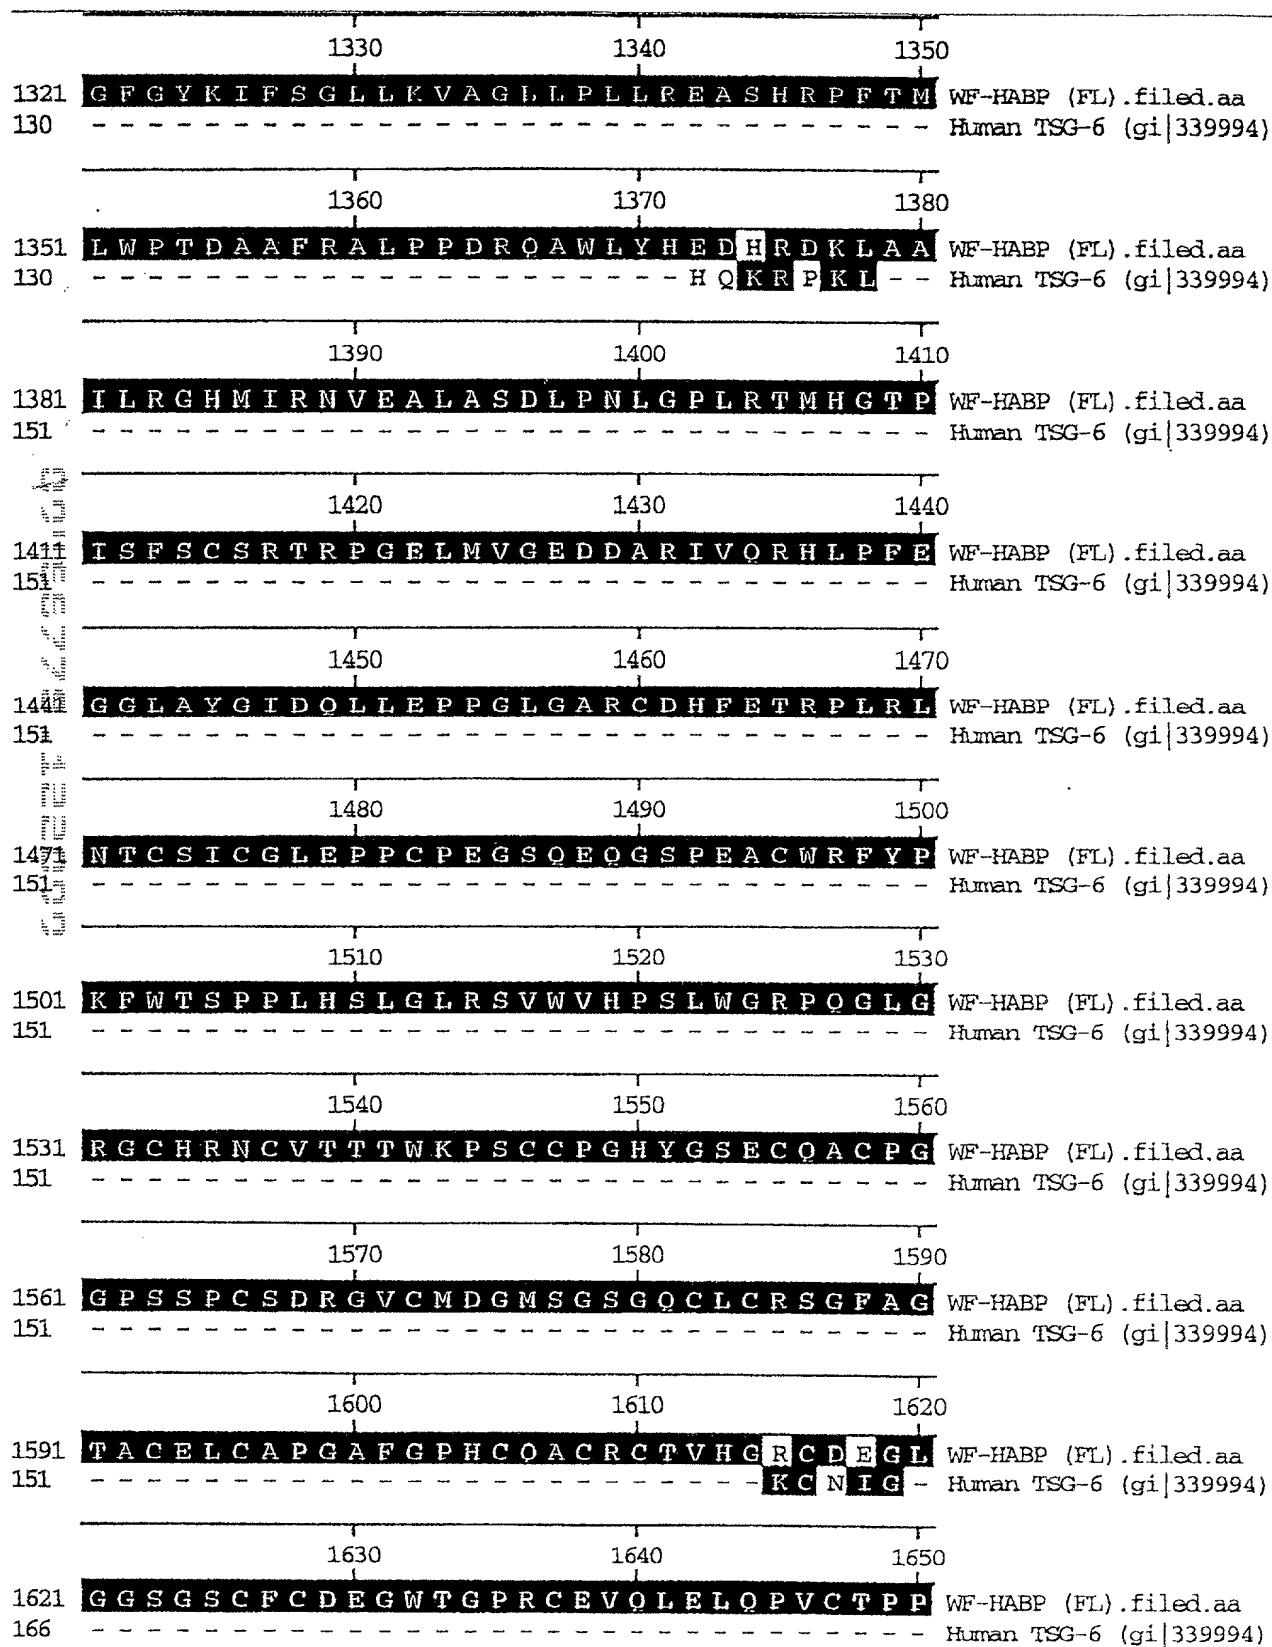 1330 1340 1350
1321 G F G Y K I F S G L L K V A G L L P L L R E A S H R P F T M WF-HABP (FL).filed.aa
130 - - - - - - - - - - - - - - - - - - - - - - - - - - - - - - Human TSG-6 (gi|339994)
1360 1370 1380
1351 L W P T D A A F R A L P P D R Q A W L Y H E D H R D K L A A WF-HABP (FL).filed.aa
130 - - - - - - - - - - - - - - - - - - - - - H Q K R P K L - - Human TSG-6 (gi|339994)
1390 1400 1410
1381 I L R G H M I R N V E A L A S D L P N L G P L R T M H G T P WF-HABP (FL).filed.aa
151 - - - - - - - - - - - - - - - - - - - - - - - - - - - - - - Human TSG-6 (gi|339994)
1420 1430 1440
1411 I S F S C S R T R P G E L M V G E D D A R I V Q R H L P F E WF-HABP (FL).filed.aa
151 - - - - - - - - - - - - - - - - - - - - - - - - - - - - - - Human TSG-6 (gi|339994)
1450 1460 1470
1441 G G L A Y G I D Q L L E P P G L G A R C D H F E T R P L R L WF-HABP (FL).filed.aa
151 - - - - - - - - - - - - - - - - - - - - - - - - - - - - - - Human TSG-6 (gi|339994)
1480 1490 1500
1471 N T C S I C G L E P P C P E G S Q E Q G S P E A C W R F Y P WF-HABP (FL).filed.aa
151 - - - - - - - - - - - - - - - - - - - - - - - - - - - - - - Human TSG-6 (gi|339994)
1510 1520 1530
1501 K F W T S P P L H S L G L R S V W V H P S L W G R P Q G L G WF-HABP (FL).filed.aa
151 - - - - - - - - - - - - - - - - - - - - - - - - - - - - - - Human TSG-6 (gi|339994)
1540 1550 1560
1531 R G C H R N C V T T T W K P S C C P G H Y G S E C Q A C P G WF-HABP (FL).filed.aa
151 - - - - - - - - - - - - - - - - - - - - - - - - - - - - - - Human TSG-6 (gi|339994)
1570 1580 1590
1561 G P S S P C S D R G V C M D G M S G S G Q C L C R S G F A G WF-HABP (FL).filed.aa
151 - - - - - - - - - - - - - - - - - - - - - - - - - - - - - - Human TSG-6 (gi|339994)
1600 1610 1620
1591 T A C E L C A P G A F G P H C Q A C R C T V H G R C D E G L WF-HABP (FL).filed.aa
151 - - - - - - - - - - - - - - - - - - - - - - - - K C N I G - Human TSG-6 (gi|339994)
1630 1640 1650
1621 G G S G S C F C D E G W T G P R C E V Q L E L Q P V C T P P WF-HABP (FL).filed.aa
166 - - - - - - - - - - - - - - - - - - - - - - - - - - - - - - Human TSG-6 (gi|339994)